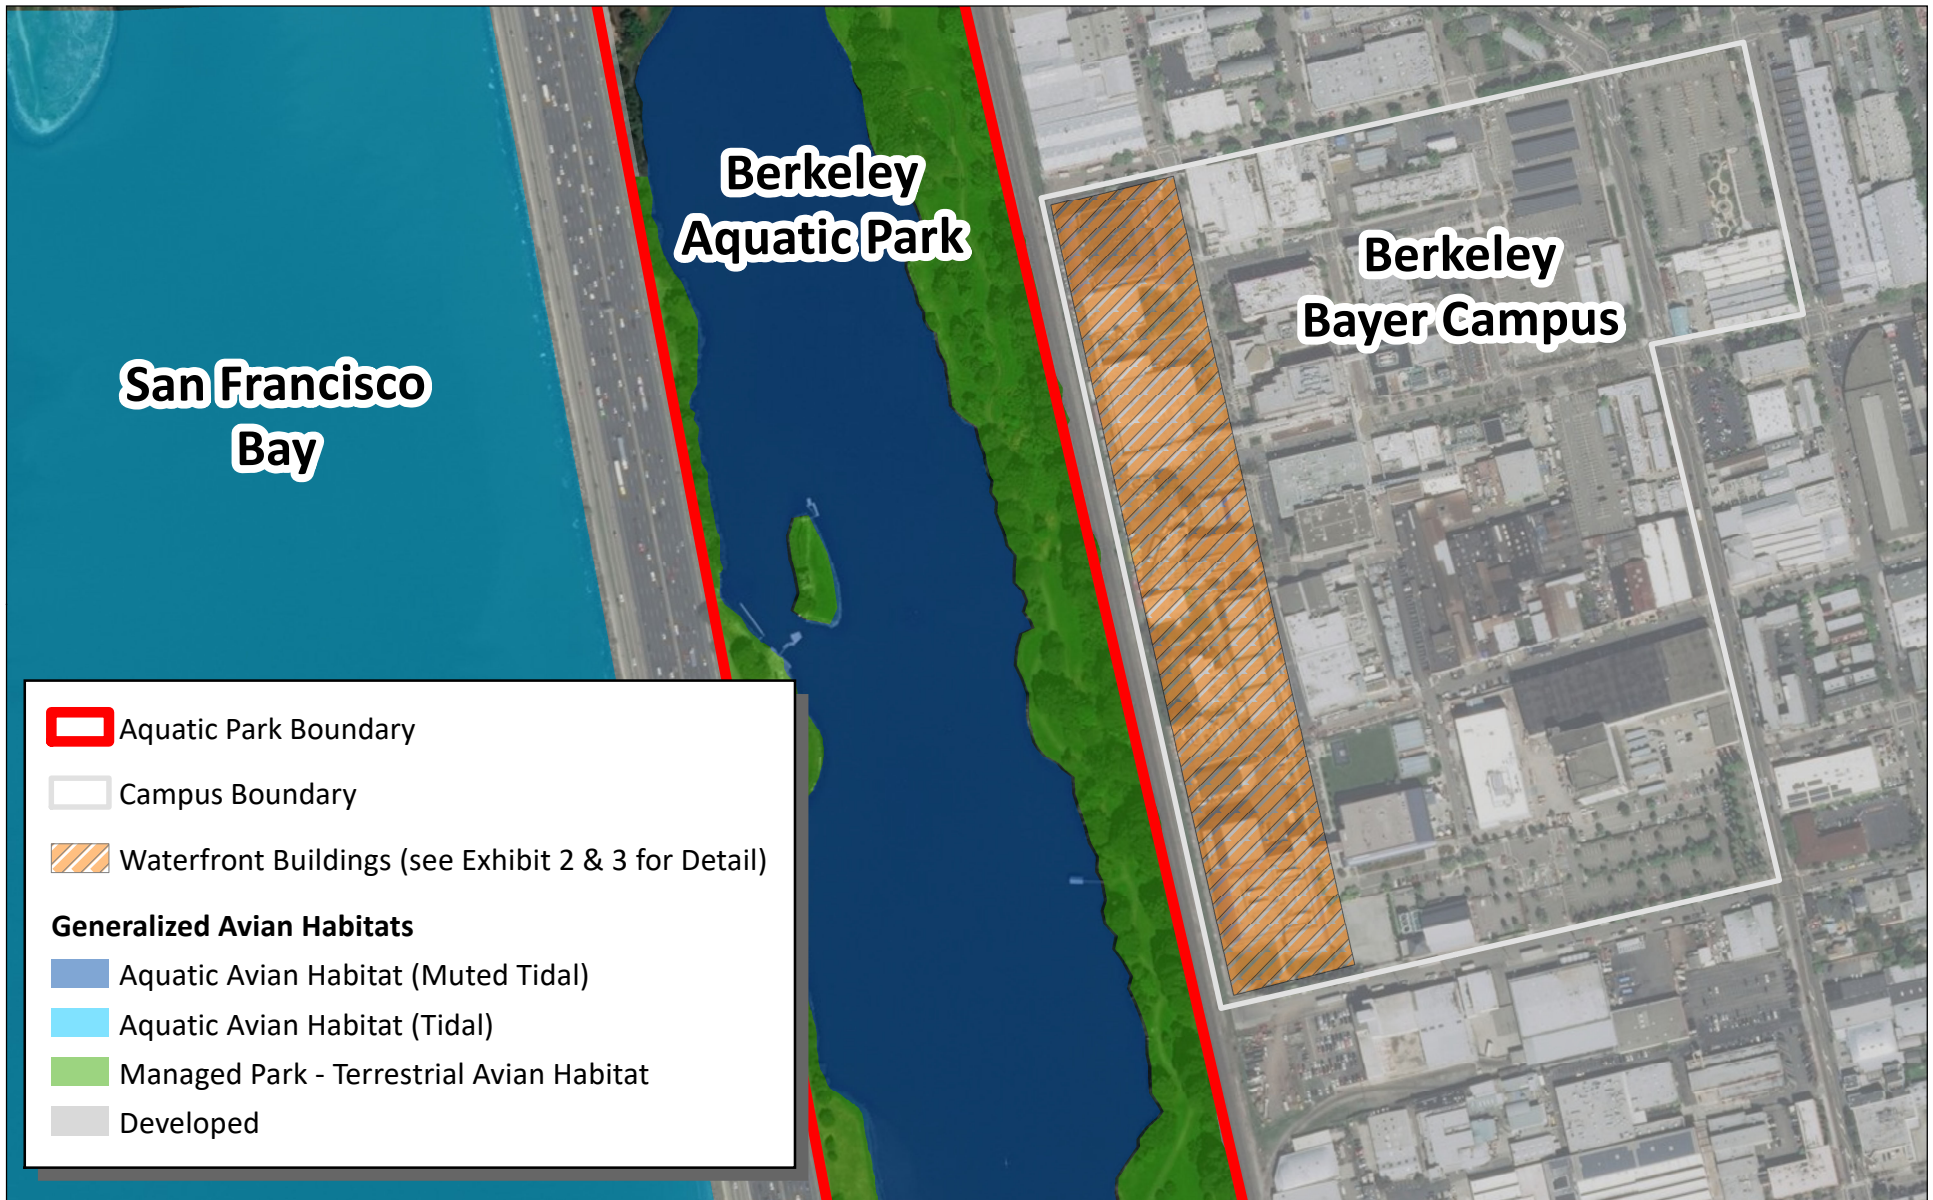 Berkeley
Aquatic Park
Berkeley
Bayer Campus
San Francisco
Bay
Aquatic Park Boundary
Campus Boundary
Waterfront Buildings (see Exhibit 2 & 3 for Detail)
Generalized Avian Habitats
Aquatic Avian Habitat (Muted Tidal)
Aquatic Avian Habitat (Tidal)
Managed Park - Terrestrial Avian Habitat
Developed